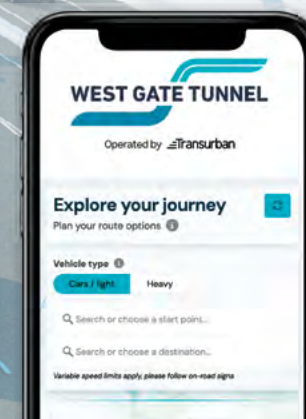 WEST GATE TUNNEL
Operated by Transurban
Explore your journey
Plan your route options
Vehicle type
Cars / light Heavy
Search or choose a start point...
Search or choose a destination...
Variable speed limits apply, please follow on-road signs